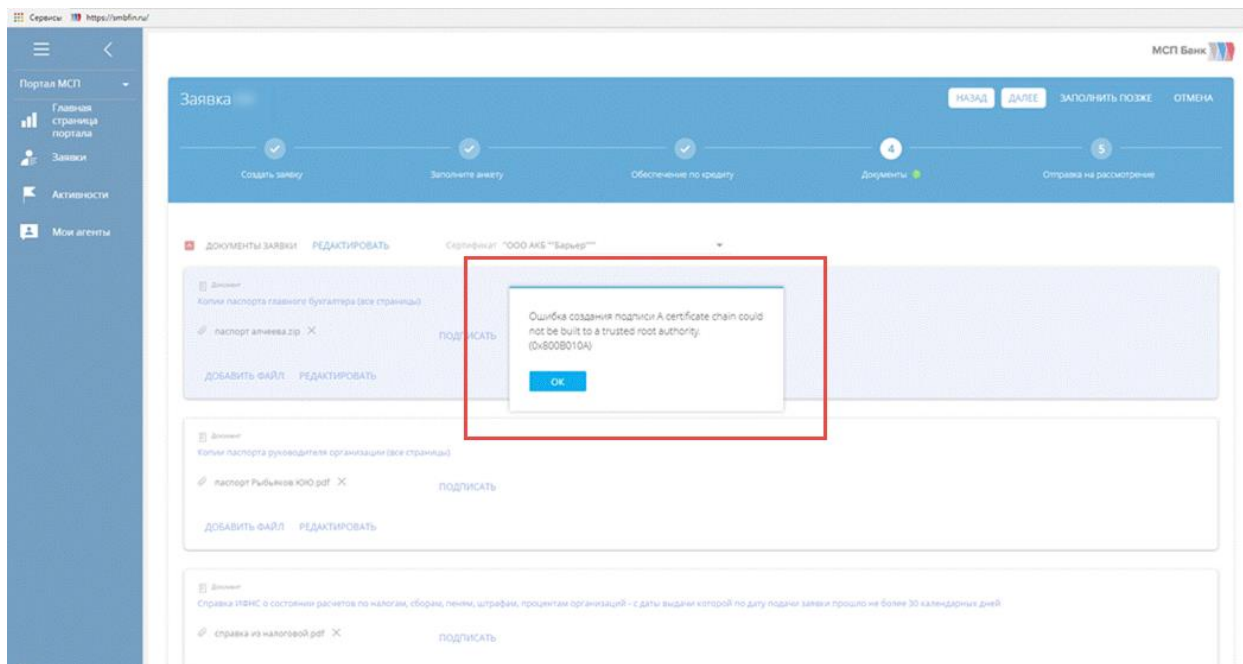 Сервисы https://smbfin.ru/
МСП Банк
Портал МСП
Главная
страница
портала
Заявки
Активности
Мои агенты
Заявка
НАЗАД ДАЛЕЕ ЗАПОЛНИТЬ ПОЗЖЕ ОТМЕНА
4 5
Создать заявку Заполните анкету Обеспечение по кредиту Документы Отправка на рассмотрение
ДОКУМЕНТЫ ЗАЯВКИ РЕДАКТИРОВАТЬ Сертификат "ООО АКБ ""Барьер"""
Документ
Копии паспорта главного бухгалтера (все страницы)
паспорт алчеева.zip ПОДПИСАТЬ
ДОБАВИТЬ ФАЙЛ РЕДАКТИРОВАТЬ
Ошибка создания подписи A certificate chain could
not be built to a trusted root authority.
(0x800B010A)
ОК
Документ
Копии паспорта руководителя организации (все страницы)
паспорт Рыбьяков ЮЮ.pdf ПОДПИСАТЬ
ДОБАВИТЬ ФАЙЛ РЕДАКТИРОВАТЬ
Документ
Справка ИФНС о состоянии расчетов по налогам, сборам, пеням, штрафам, процентам организаций - с даты выдачи которой по дату подачи заявки прошло не более 30 календарных дней
справка из налоговой.pdf ПОДПИСАТЬ